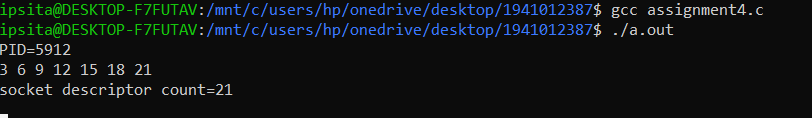 ipsita@DESKTOP-F7FUTAV:/mnt/c/users/hp/onedrive/desktop/1941012387$ gcc assignment4.c
ipsita@DESKTOP-F7FUTAV:/mnt/c/users/hp/onedrive/desktop/1941012387$ ./a.out
PID=5912
3 6 9 12 15 18 21
socket descriptor count=21